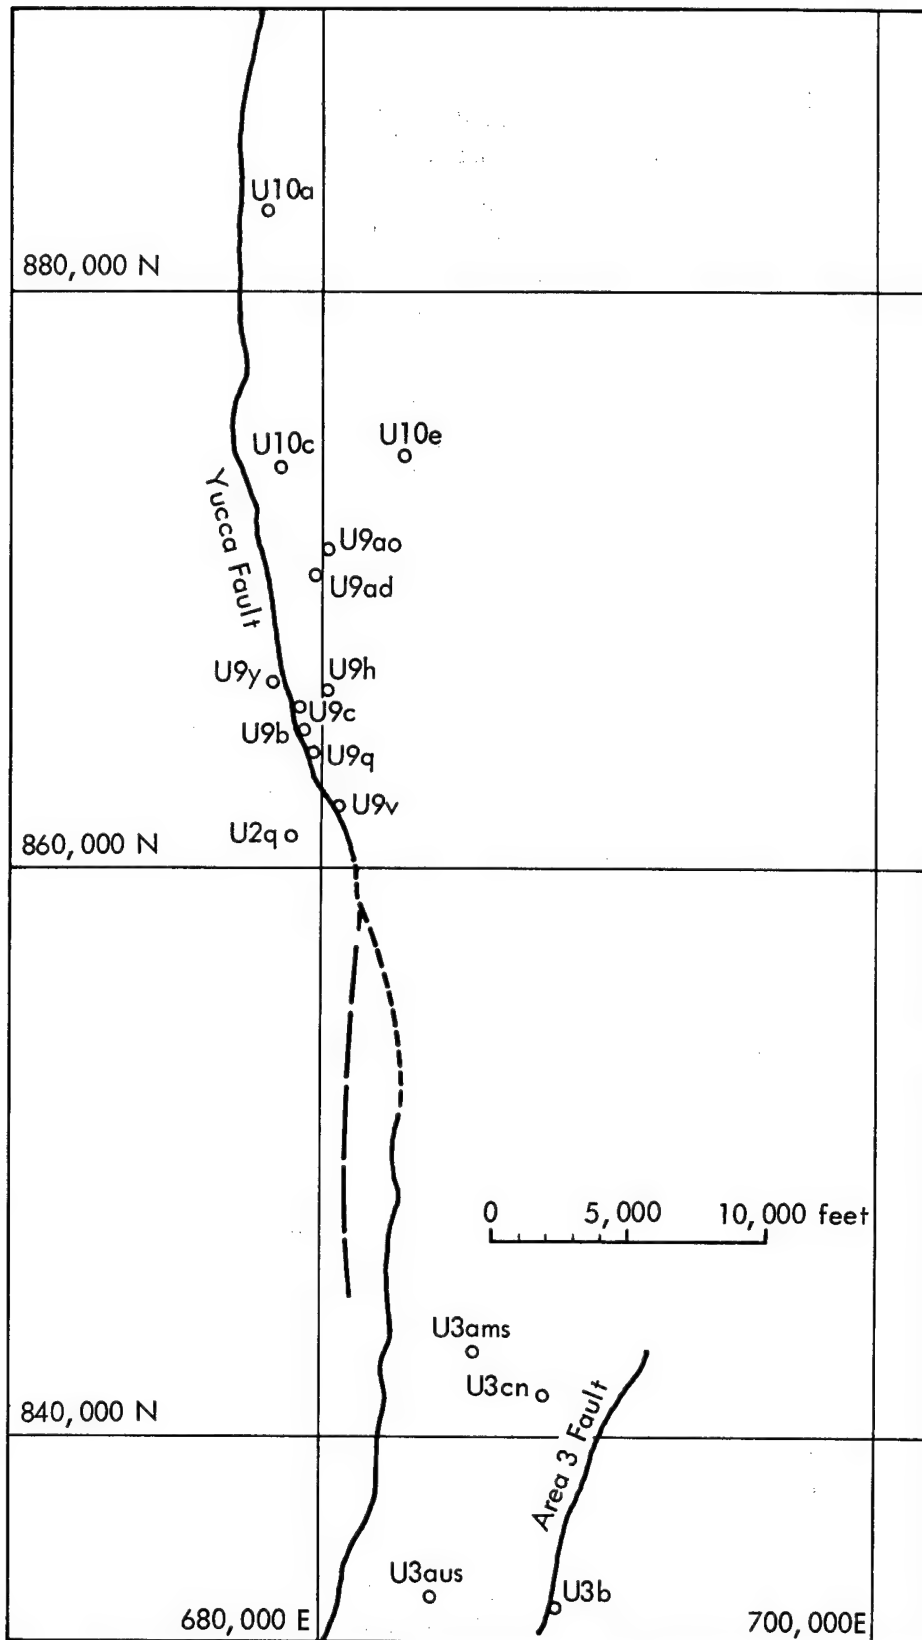 U10a
880,000 N
U10c
U10e
Yucca Fault
U9ao
U9ad
U9y
U9h
U9c
U9b
U9q
U9v
U2q
860,000 N
0 5,000 10,000 feet
U3ams
U3cn
840,000 N
Area 3 Fault
U3aus
U3b
680,000 E
700,000E